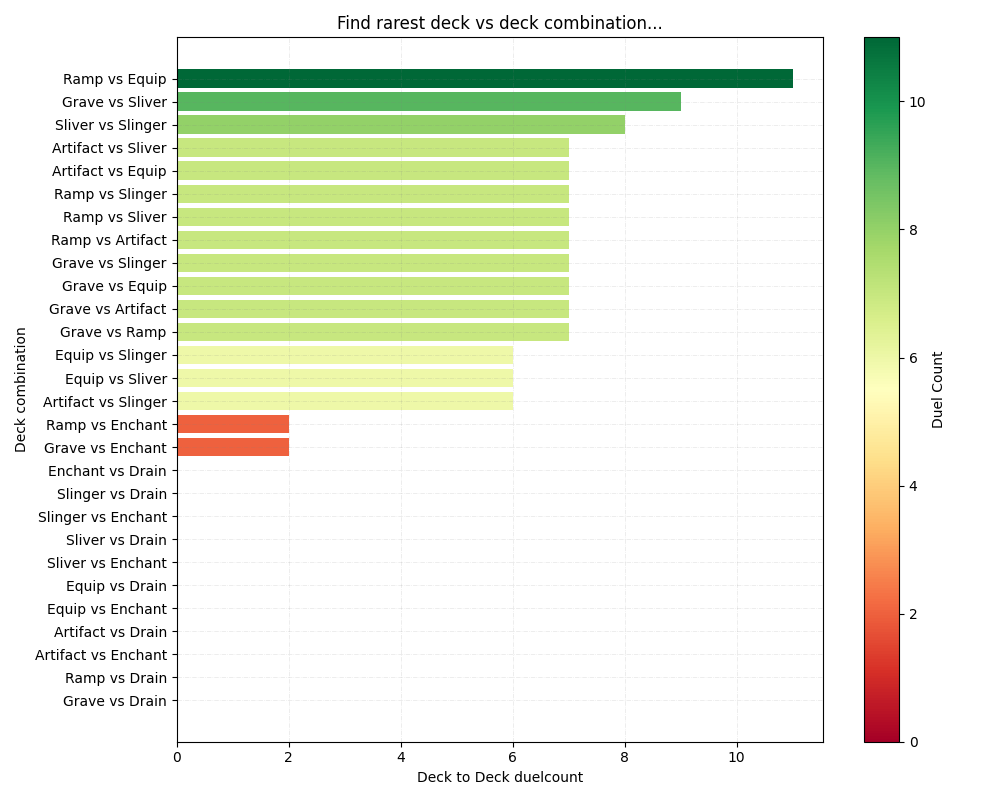 Find rarest deck vs deck combination...
Deck combination
Ramp vs Equip
Grave vs Sliver
Sliver vs Slinger
Artifact vs Sliver
Artifact vs Equip
Ramp vs Slinger
Ramp vs Sliver
Ramp vs Artifact
Grave vs Slinger
Grave vs Equip
Grave vs Artifact
Grave vs Ramp
Equip vs Slinger
Equip vs Sliver
Artifact vs Slinger
Ramp vs Enchant
Grave vs Enchant
Enchant vs Drain
Slinger vs Drain
Slinger vs Enchant
Sliver vs Drain
Sliver vs Enchant
Equip vs Drain
Equip vs Enchant
Artifact vs Drain
Artifact vs Enchant
Ramp vs Drain
Grave vs Drain
0 2 4 6 8 10
Deck to Deck duelcount
10
8
6
4
2
0
Duel Count